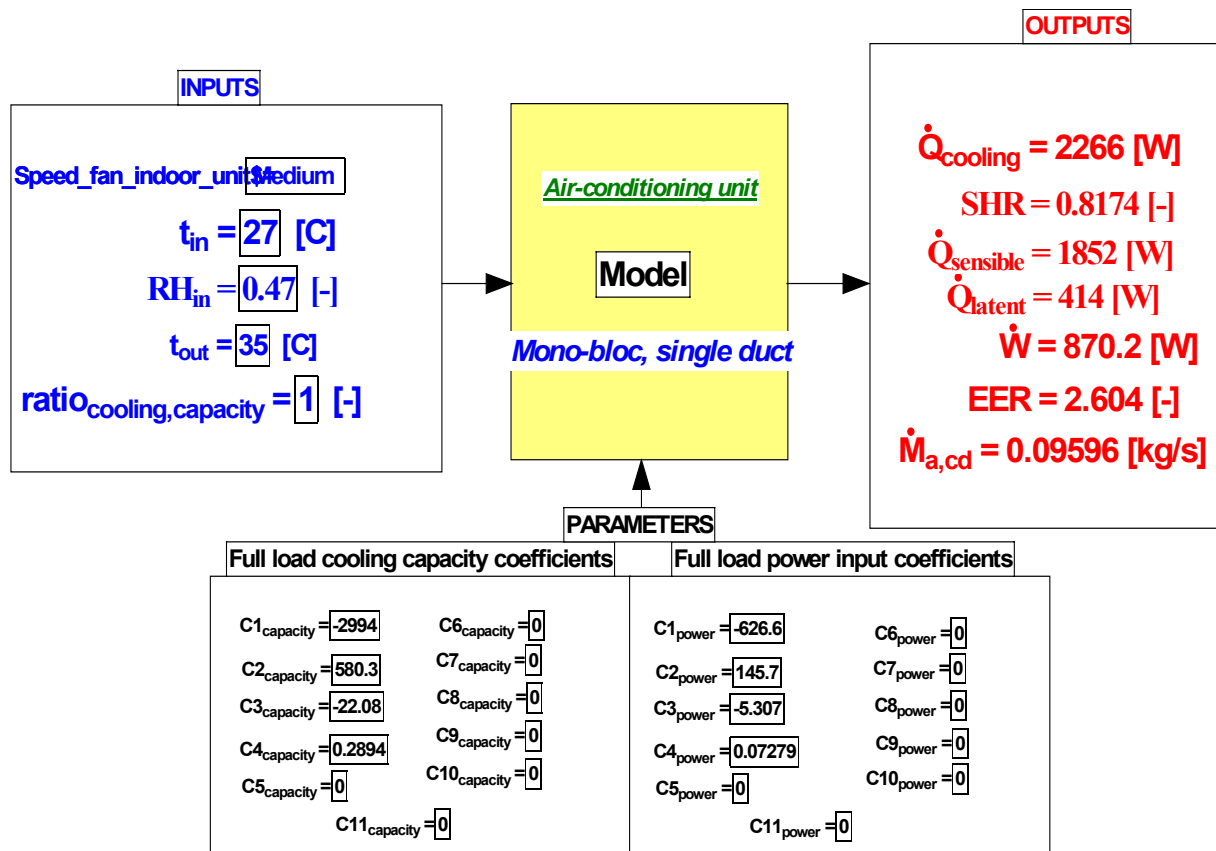 OUTPUTS
INPUTS
Speed_fan_indoor_unit$= Medium
t_in = 27 [C]
RH_in = 0.47 [-]
t_out = 35 [C]
ratio_cooling,capacity = 1 [-]
Air-conditioning unit
Model
Mono-bloc, single duct
Q̇_cooling = 2266 [W]
SHR = 0.8174 [-]
Q̇_sensible = 1852 [W]
Q̇_latent = 414 [W]
Ẇ = 870.2 [W]
EER = 2.604 [-]
Ṁ_a,cd = 0.09596 [kg/s]
PARAMETERS
Full load cooling capacity coefficients
C1_capacity = -2994
C2_capacity = 580.3
C3_capacity = -22.08
C4_capacity = 0.2894
C5_capacity = 0
C6_capacity = 0
C7_capacity = 0
C8_capacity = 0
C9_capacity = 0
C10_capacity = 0
C11_capacity = 0
Full load power input coefficients
C1_power = -626.6
C2_power = 145.7
C3_power = -5.307
C4_power = 0.07279
C5_power = 0
C6_power = 0
C7_power = 0
C8_power = 0
C9_power = 0
C10_power = 0
C11_power = 0